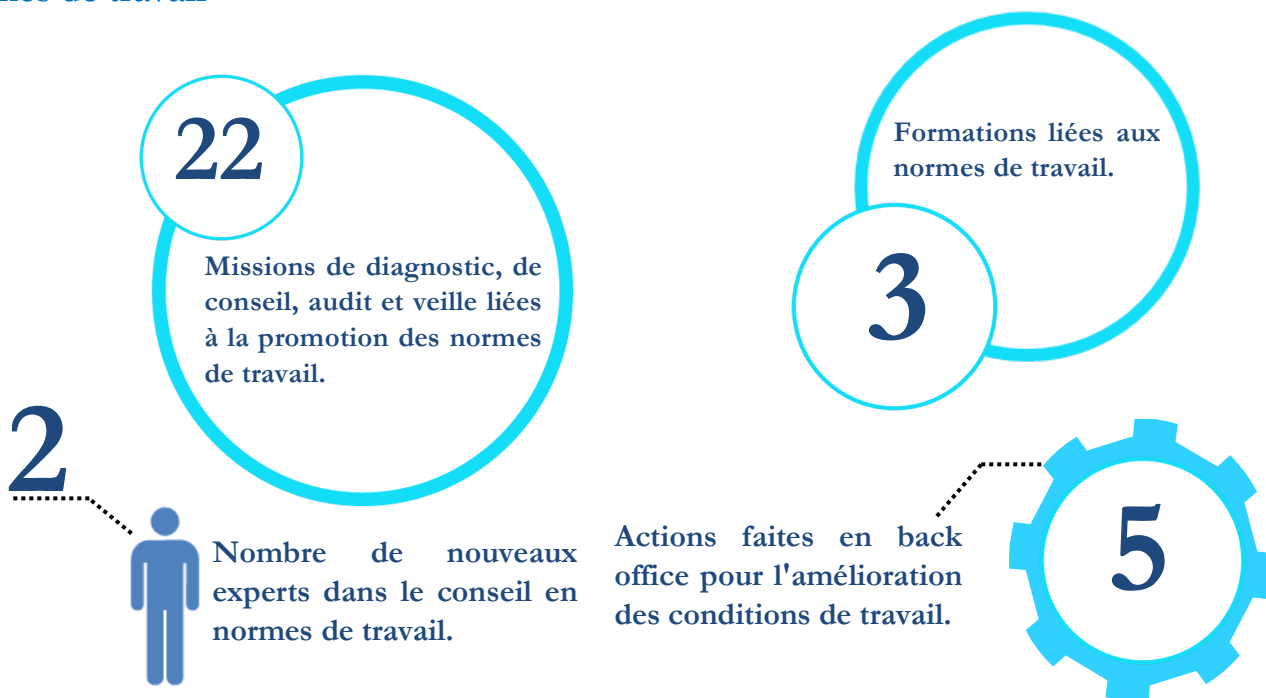 de travail
22
Missions de diagnostic, de
conseil, audit et veille liées
à la promotion des normes
de travail.
Formations liées aux
normes de travail.
3
2
Nombre de nouveaux
experts dans le conseil en
normes de travail.
Actions faites en back
office pour l'amélioration
des conditions de travail.
5